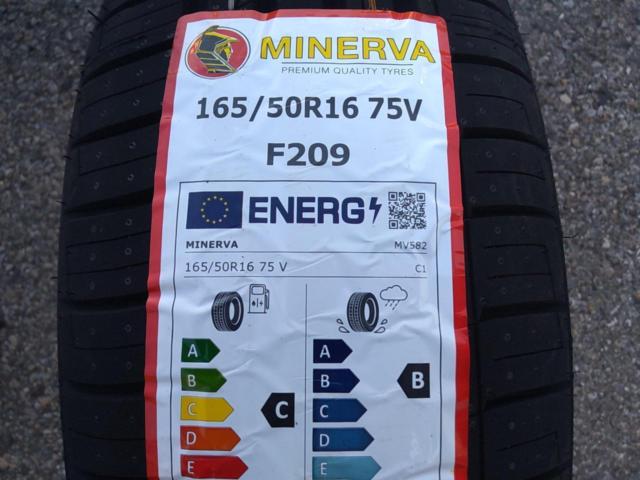 MINERVA
PREMIUM QUALITY TYRES
165/50R16 75V
F209
ENERG
MINERVA MV582
165/50R16 75 V C1
A A
B B B
C C C
D D
E E